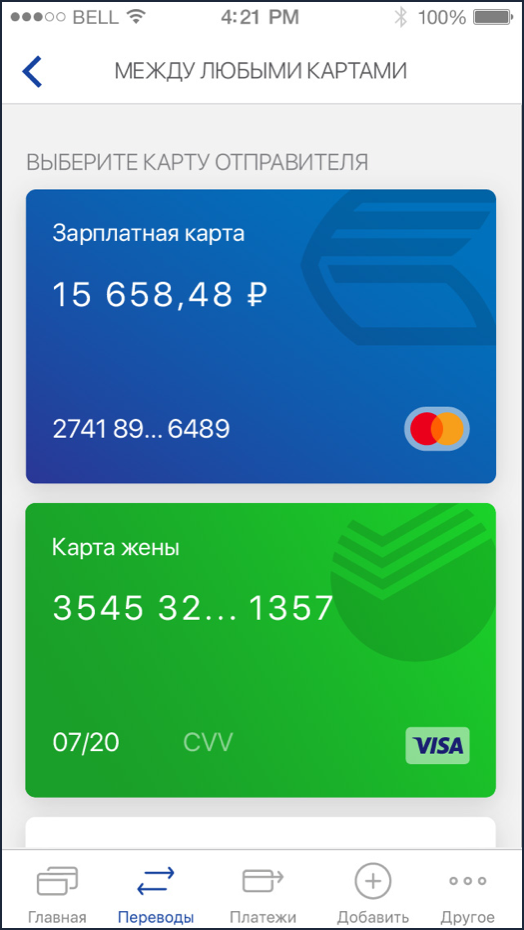 BELL 4:21 PM 100%
МЕЖДУ ЛЮБЫМИ КАРТАМИ
ВЫБЕРИТЕ КАРТУ ОТПРАВИТЕЛЯ
Зарплатная карта
15 658,48 ₽
2741 89... 6489
Карта жены
3545 32... 1357
07/20 CVV
VISA
Главная Переводы Платежи Добавить Другое